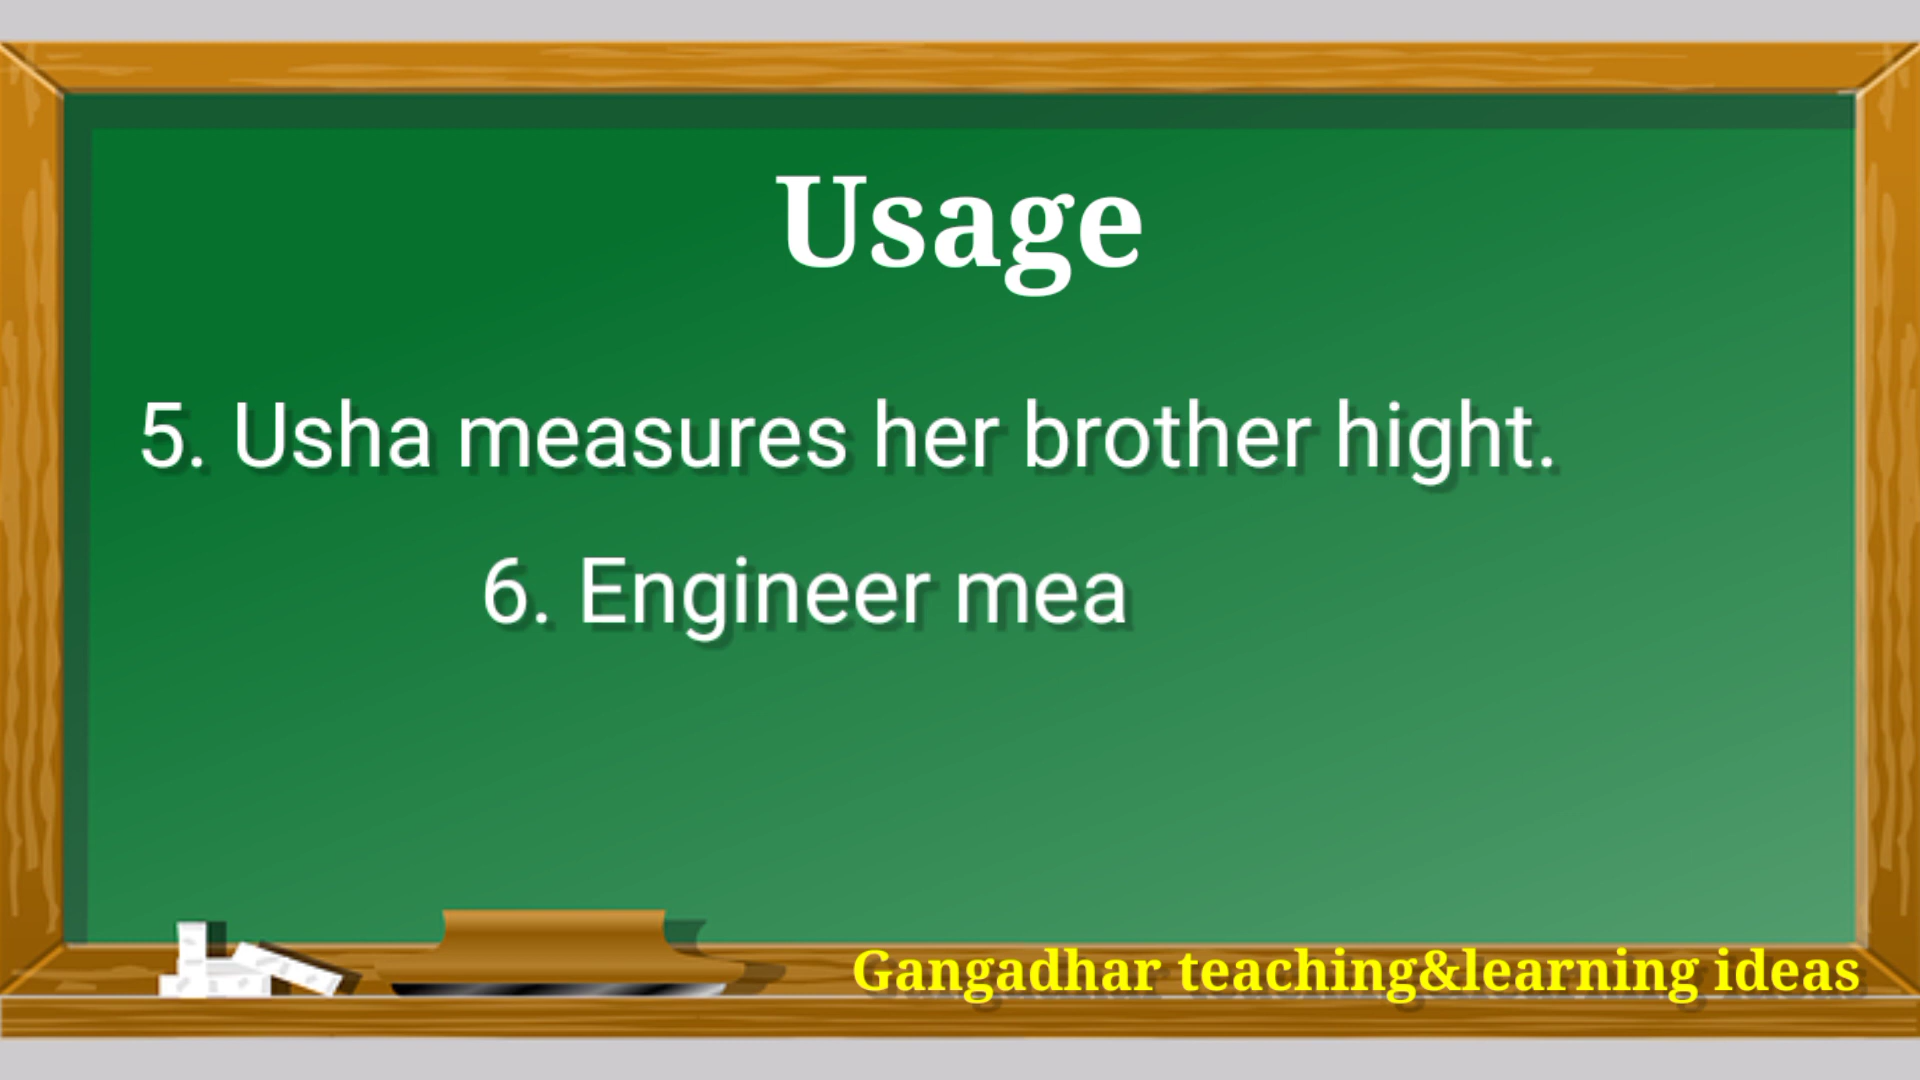 Usage
5. Usha measures her brother hight.
6. Engineer mea
Gangadhar teaching&learning ideas